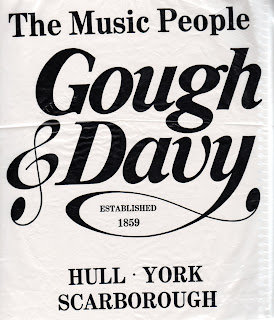 The Music People
Gough
& Davy
ESTABLISHED
1859
HULL · YORK
SCARBOROUGH